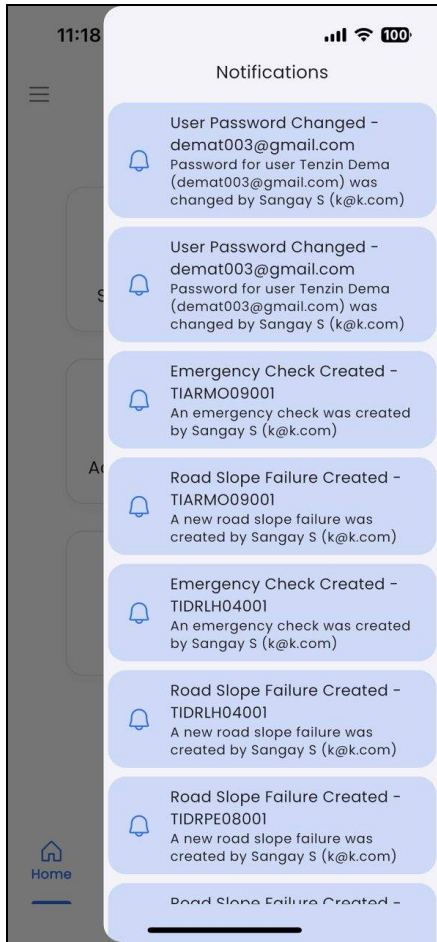 11:18
100
Notifications
User Password Changed -
demat003@gmail.com
Password for user Tenzin Dema
(demat003@gmail.com) was
changed by Sangay S (k@k.com)
User Password Changed -
demat003@gmail.com
Password for user Tenzin Dema
(demat003@gmail.com) was
changed by Sangay S (k@k.com)
Emergency Check Created -
TIARMO09001
An emergency check was created
by Sangay S (k@k.com)
Road Slope Failure Created -
TIARMO09001
A new road slope failure was
created by Sangay S (k@k.com)
Emergency Check Created -
TIDRLH04001
An emergency check was created
by Sangay S (k@k.com)
Road Slope Failure Created -
TIDRLH04001
A new road slope failure was
created by Sangay S (k@k.com)
Road Slope Failure Created -
TIDRPE08001
A new road slope failure was
created by Sangay S (k@k.com)
Road Slope Failure Created -
Home